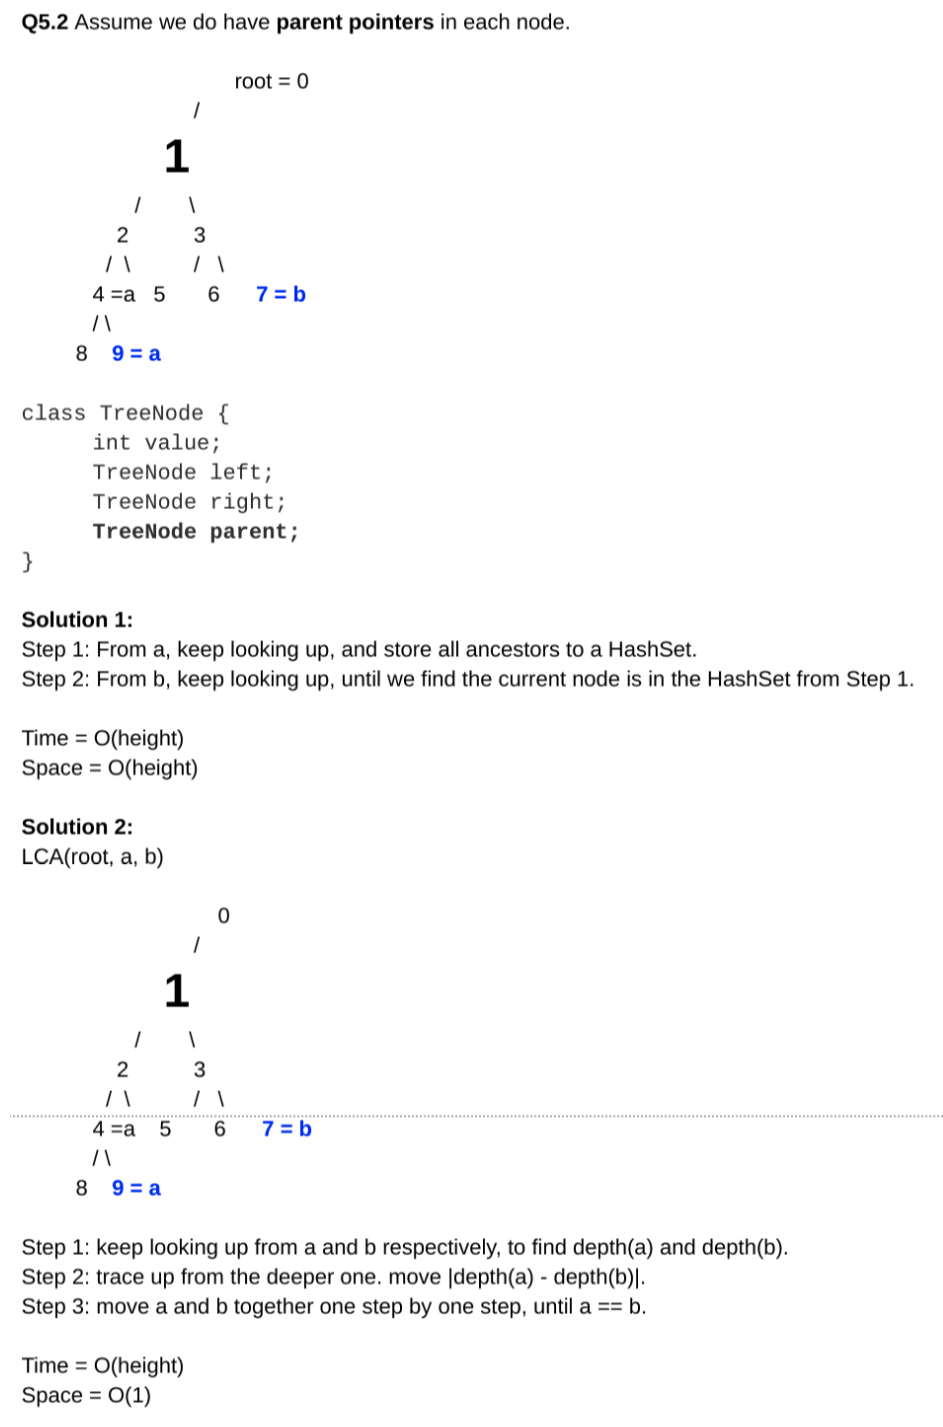 Q5.2 Assume we do have parent pointers in each node.
root = 0
/
1
/ \
2 3
/ \ / \
4 =a 5 6 7 = b
/ \
8 9 = a
class TreeNode {
int value;
TreeNode left;
TreeNode right;
TreeNode parent;
}
Solution 1:
Step 1: From a, keep looking up, and store all ancestors to a HashSet.
Step 2: From b, keep looking up, until we find the current node is in the HashSet from Step 1.
Time = O(height)
Space = O(height)
Solution 2:
LCA(root, a, b)
0
/
1
/ \
2 3
/ \ / \
4 =a 5 6 7 = b
/ \
8 9 = a
Step 1: keep looking up from a and b respectively, to find depth(a) and depth(b).
Step 2: trace up from the deeper one. move |depth(a) - depth(b)|.
Step 3: move a and b together one step by one step, until a == b.
Time = O(height)
Space = O(1)